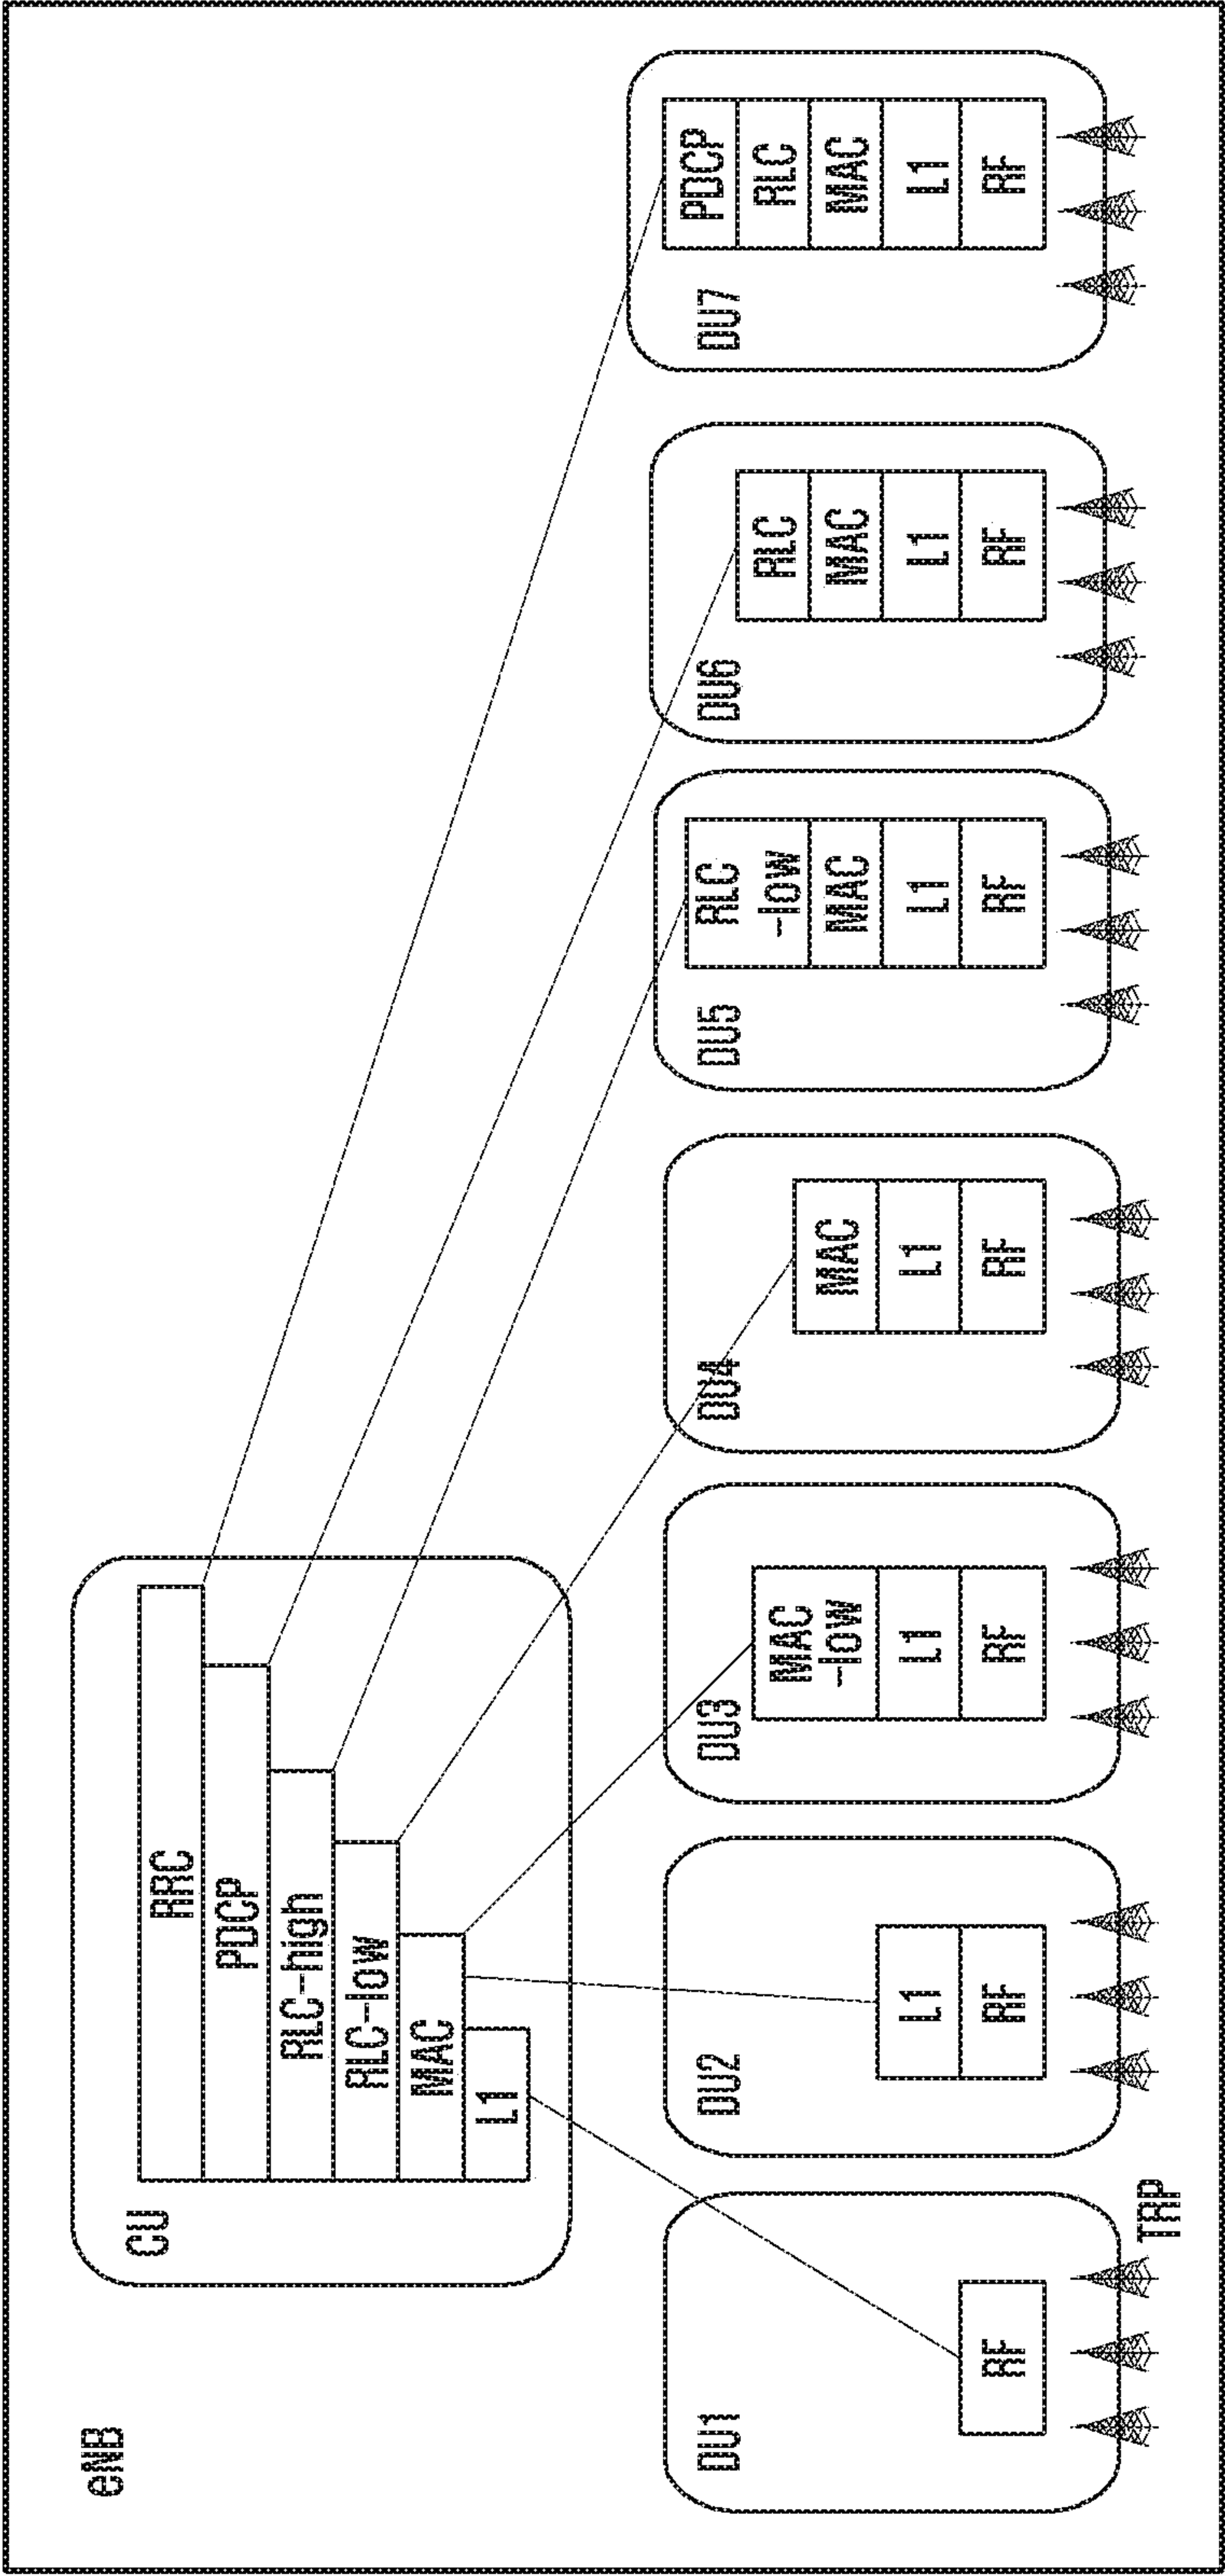 eNB
CU
RRC
PDCP
RLC-high
RLC-low
MAC
L1
DU1
RF
TRP
DU2
L1
RF
DU3
MAC
-low
L1
RF
DU4
MAC
L1
RF
DU5
RLC
-low
MAC
L1
RF
DU6
RLC
MAC
L1
RF
DU7
PDCP
RLC
MAC
L1
RF